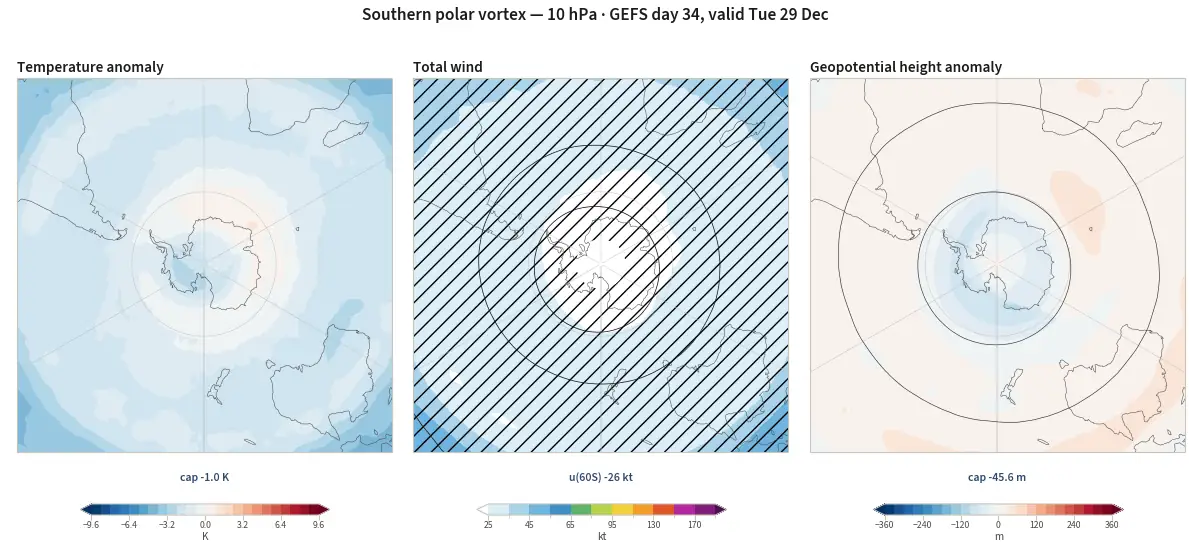 Southern polar vortex — 10 hPa · GEFS day 34, valid Tue 29 Dec
Temperature anomaly
Total wind
Geopotential height anomaly
cap -1.0 K
u(60S) -26 kt
cap -45.6 m
−9.6 −6.4 −3.2 0.0 3.2 6.4 9.6
K
25 45 65 95 130 170
kt
−360 −240 −120 0 120 240 360
m